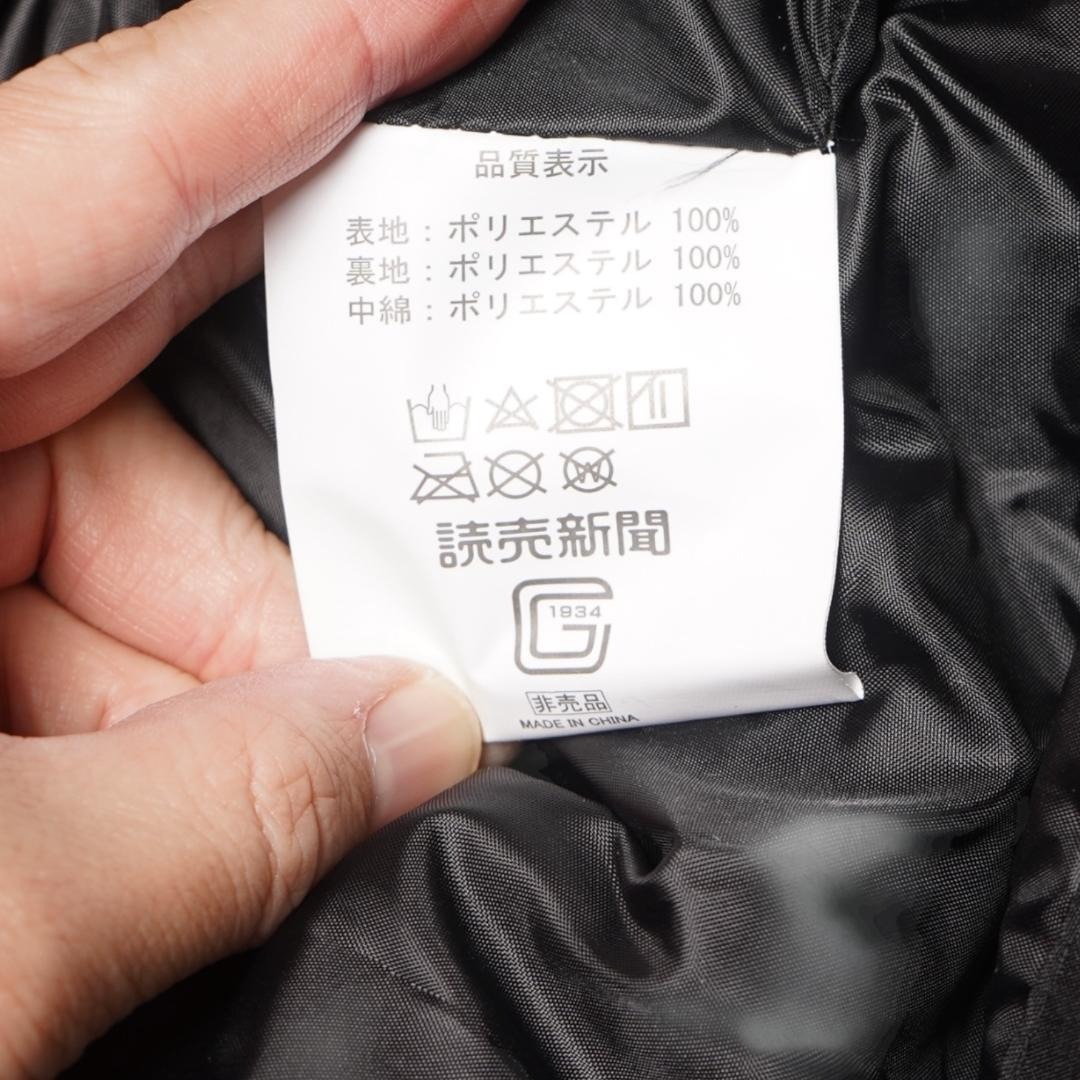 品質表示
表地：ポリエステル 100%
裏地：ポリエステル 100%
中綿：ポリエステル 100%
W
読売新聞
G 1934
非売品
MADE IN CHINA